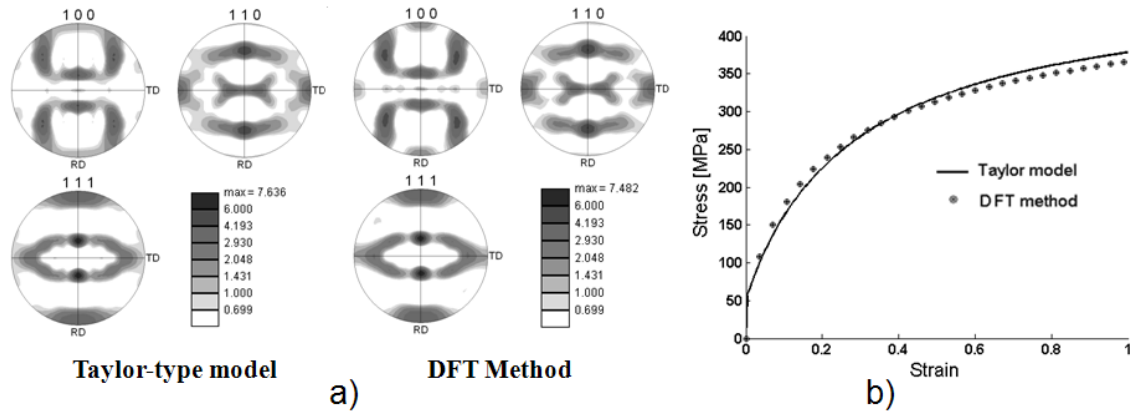 1 0 0
1 1 0
TD
TD
RD
RD
1 1 1
TD
RD
max = 7.636
6.000
4.193
2.930
2.048
1.431
1.000
0.699
Taylor-type model
1 0 0
1 1 0
TD
TD
RD
RD
1 1 1
TD
RD
max = 7.482
6.000
4.193
2.930
2.048
1.431
1.000
0.699
DFT Method
a)
Stress [MPa]
400
350
300
250
200
150
100
50
0
Taylor model
DFT method
0
0.2
0.4
0.6
0.8
1
Strain
b)